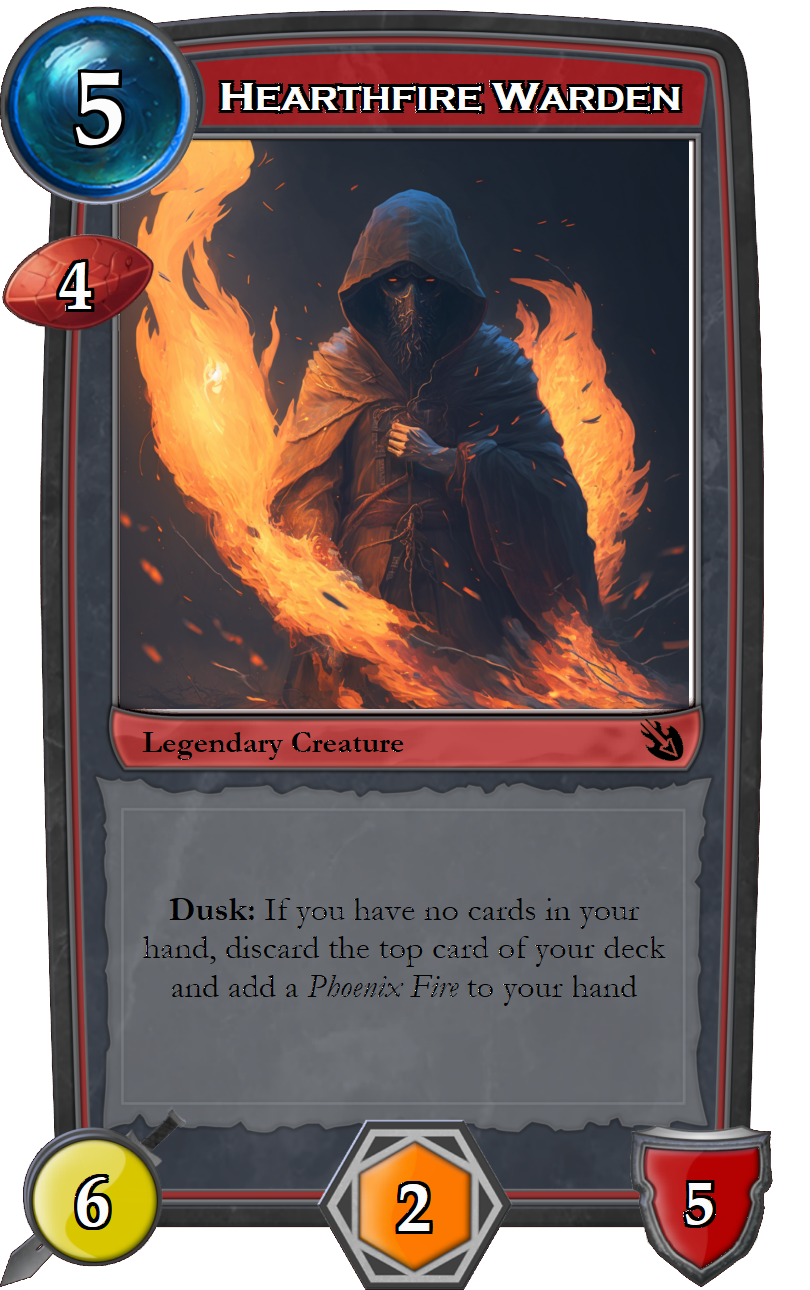 5
Hearthfire Warden
4
Legendary Creature
Dusk: If you have no cards in your
hand, discard the top card of your deck
and add a Phoenix Fire to your hand
6
2
5